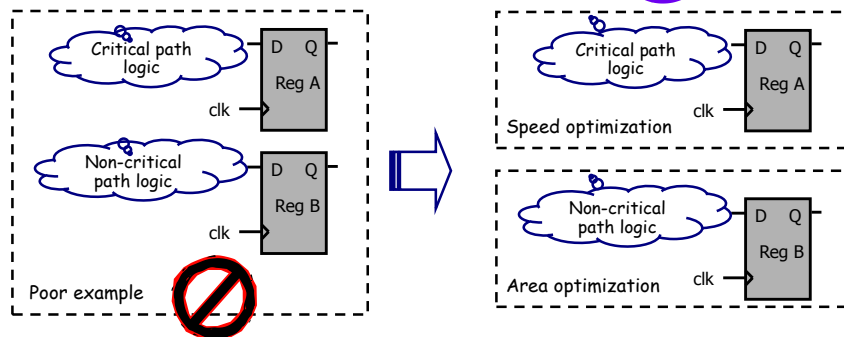 Critical path
logic
D Q
Reg A
clk
Non-critical
path logic
D Q
Reg B
clk
Poor example
Critical path
logic
D Q
Reg A
clk
Speed optimization
Non-critical
path logic
D Q
Reg B
clk
Area optimization